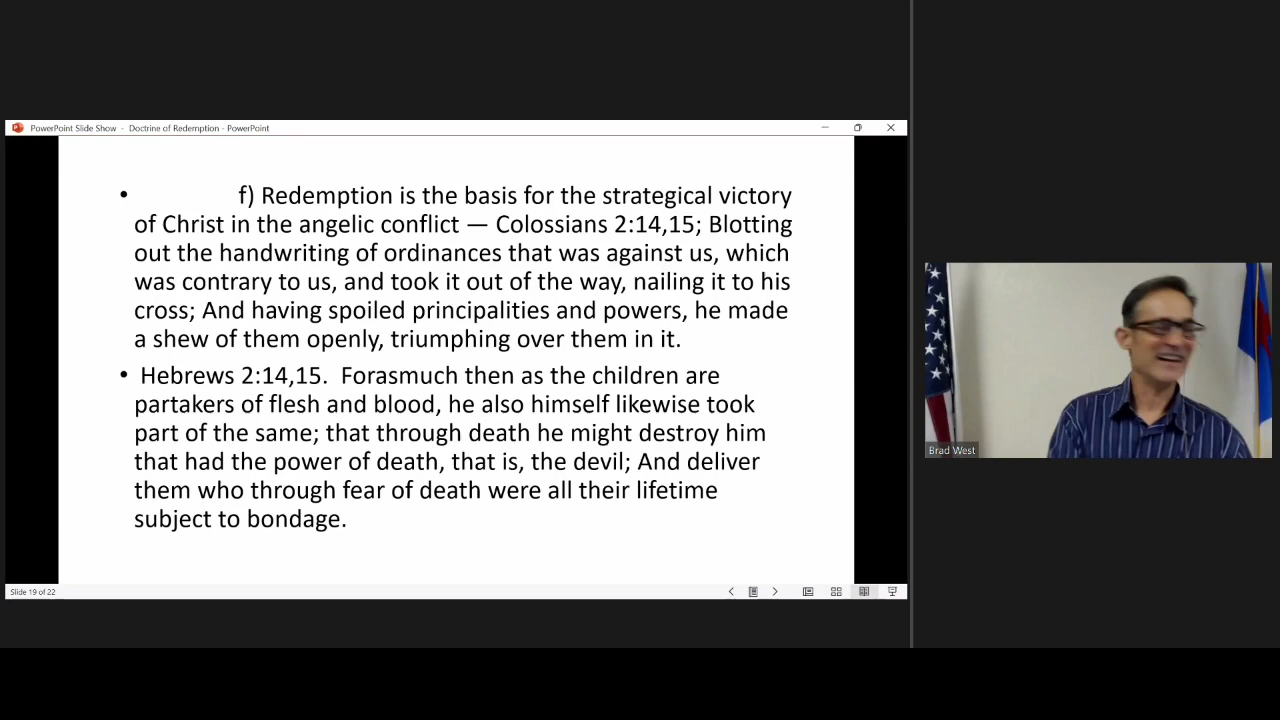 PowerPoint Slide Show - Doctrine of Redemption - PowerPoint
• f) Redemption is the basis for the strategical victory
of Christ in the angelic conflict — Colossians 2:14,15; Blotting
out the handwriting of ordinances that was against us, which
was contrary to us, and took it out of the way, nailing it to his
cross; And having spoiled principalities and powers, he made
a shew of them openly, triumphing over them in it.
• Hebrews 2:14,15. Forasmuch then as the children are
partakers of flesh and blood, he also himself likewise took
part of the same; that through death he might destroy him
that had the power of death, that is, the devil; And deliver
them who through fear of death were all their lifetime
subject to bondage.
Slide 19 of 22
Brad West